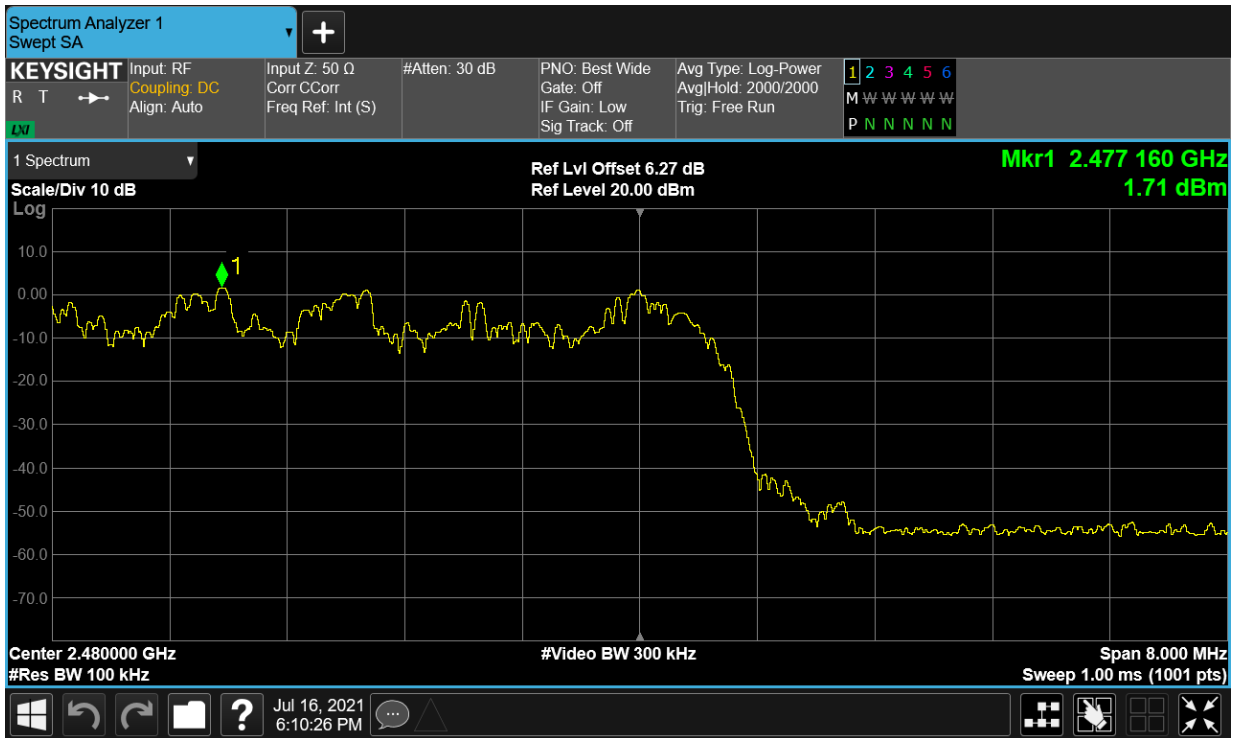 Spectrum Analyzer 1
Swept SA
KEYSIGHT
R T
LXI
Input: RF
Coupling: DC
Align: Auto
Input Z: 50 Ω
Corr CCorr
Freq Ref: Int (S)
#Atten: 30 dB
PNO: Best Wide
Gate: Off
IF Gain: Low
Sig Track: Off
Avg Type: Log-Power
Avg|Hold: 2000/2000
Trig: Free Run
1 2 3 4 5 6
M W W W W W
P N N N N N
1 Spectrum
Scale/Div 10 dB
Ref Lvl Offset 6.27 dB
Ref Level 20.00 dBm
Mkr1 2.477 160 GHz
1.71 dBm
Log
10.0
0.00
-10.0
-20.0
-30.0
-40.0
-50.0
-60.0
-70.0
1
Center 2.480000 GHz
#Res BW 100 kHz
#Video BW 300 kHz
Span 8.000 MHz
Sweep 1.00 ms (1001 pts)
?
Jul 16, 2021
6:10:26 PM